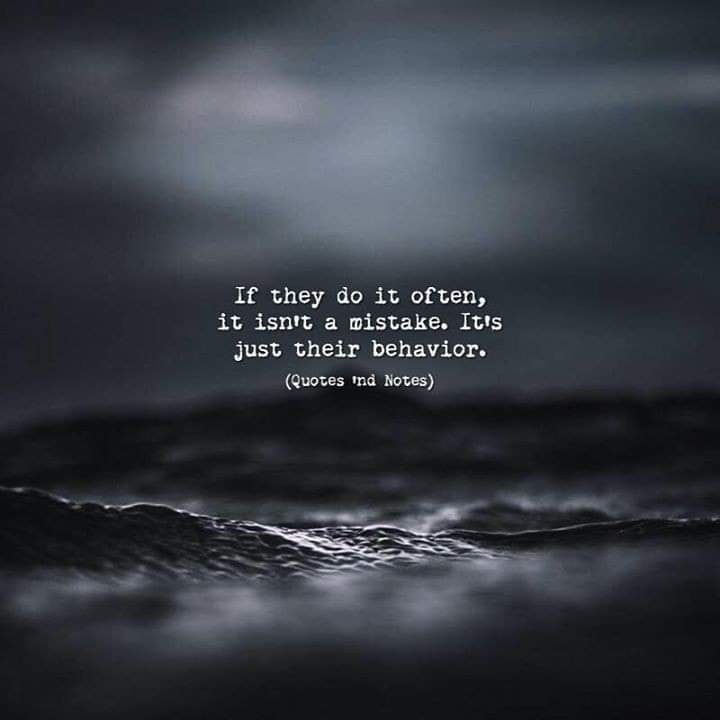 If they do it often,
it isn't a mistake. It's
just their behavior.
(Quotes 'nd Notes)